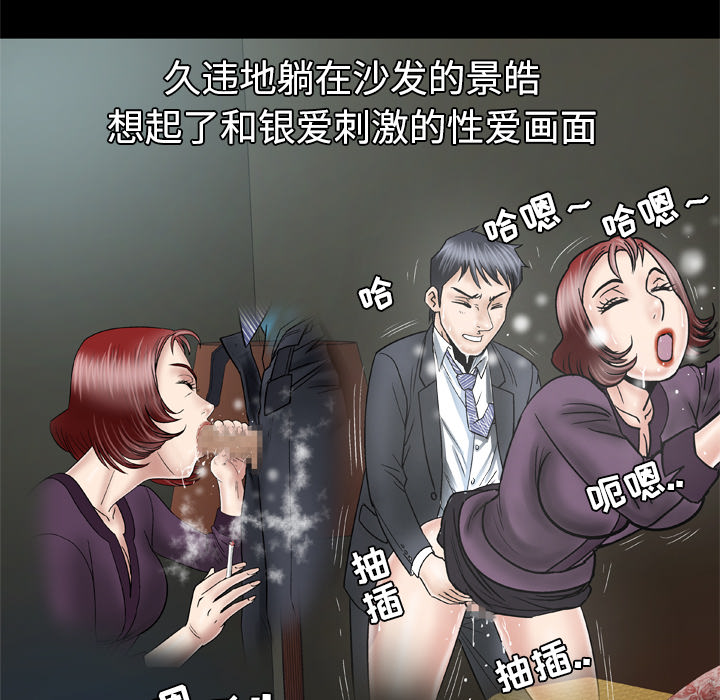 久违地躺在沙发的景皓
想起了和银爱刺激的性爱画面
哈嗯～
哈嗯～
哈
呃嗯..
抽
插
抽插..
嗯